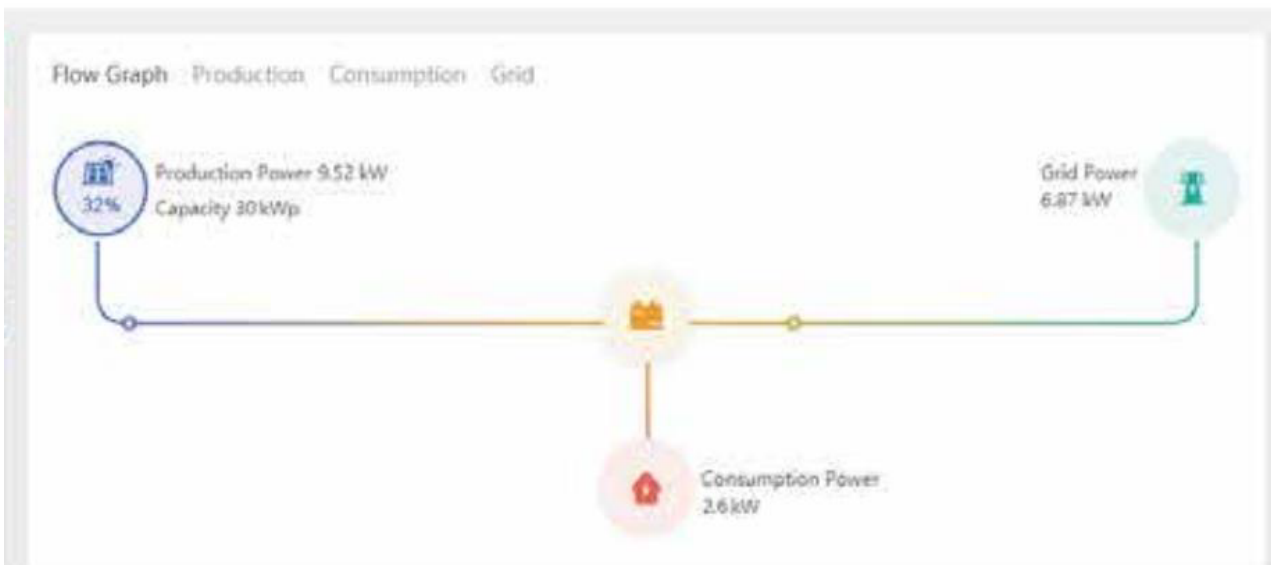 Flow Graph Production Consumption Grid
Production Power 9.52 kW
32%
Capacity 30 kWp
Grid Power
6.87 kW
Consumption Power
2.6 kW